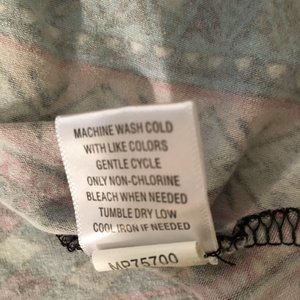 MACHINE WASH COLD
WITH LIKE COLORS
GENTLE CYCLE
ONLY NON-CHLORINE
BLEACH WHEN NEEDED
TUMBLE DRY LOW
COOL IRON IF NEEDED
MP75700